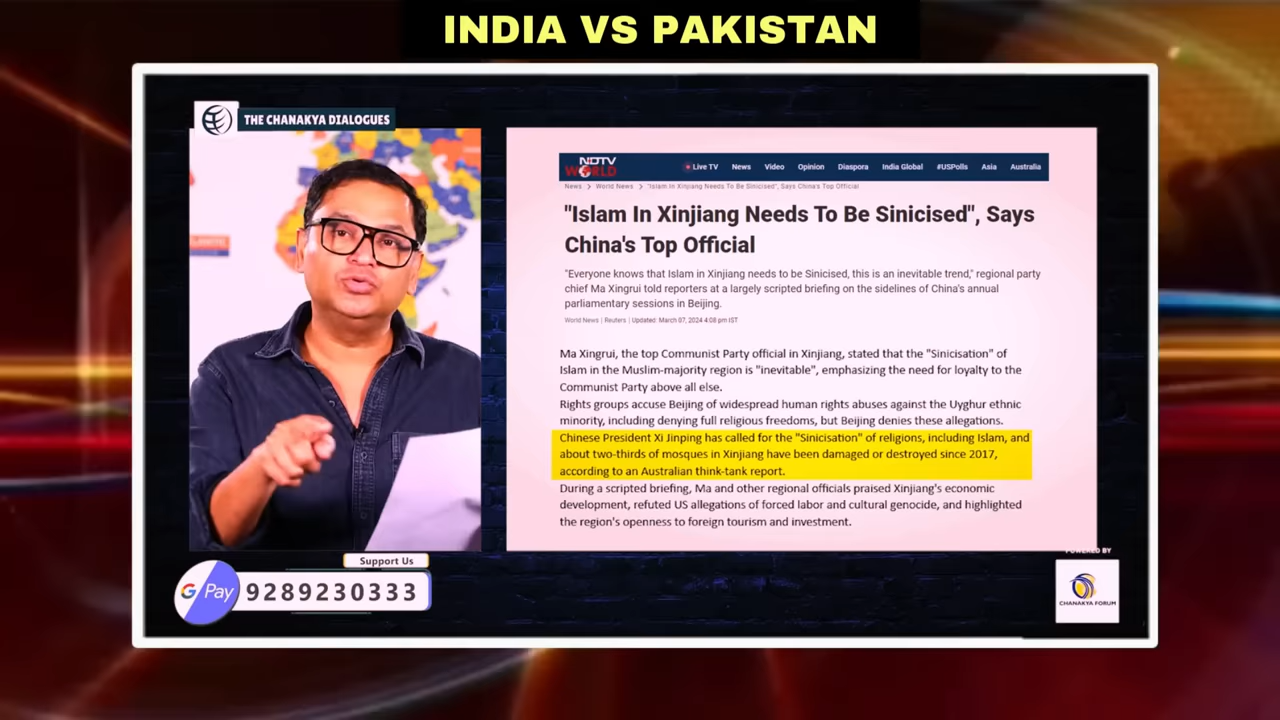 INDIA VS PAKISTAN
THE CHANAKYA DIALOGUES
NDTV
WORLD
Live TV News Video Opinion Diaspora India Global #USPolls Asia Australia
News > World News > "Islam In Xinjiang Needs To Be Sinicised", Says China's Top Official
"Islam In Xinjiang Needs To Be Sinicised", Says
China's Top Official
"Everyone knows that Islam in Xinjiang needs to be Sinicised, this is an inevitable trend," regional party
chief Ma Xingrui told reporters at a largely scripted briefing on the sidelines of China's annual
parliamentary sessions in Beijing.
World News | Reuters | Updated: March 07, 2024 4:08 pm IST
Ma Xingrui, the top Communist Party official in Xinjiang, stated that the "Sinicisation" of
Islam in the Muslim-majority region is "inevitable", emphasizing the need for loyalty to the
Communist Party above all else.
Rights groups accuse Beijing of widespread human rights abuses against the Uyghur ethnic
minority, including denying full religious freedoms, but Beijing denies these allegations.
Chinese President Xi Jinping has called for the "Sinicisation" of religions, including Islam, and
about two-thirds of mosques in Xinjiang have been damaged or destroyed since 2017,
according to an Australian think-tank report.
During a scripted briefing, Ma and other regional officials praised Xinjiang's economic
development, refuted US allegations of forced labor and cultural genocide, and highlighted
the region's openness to foreign tourism and investment.
Support Us
G Pay 9289230333
POWERED BY
CHANAKYA FORUM